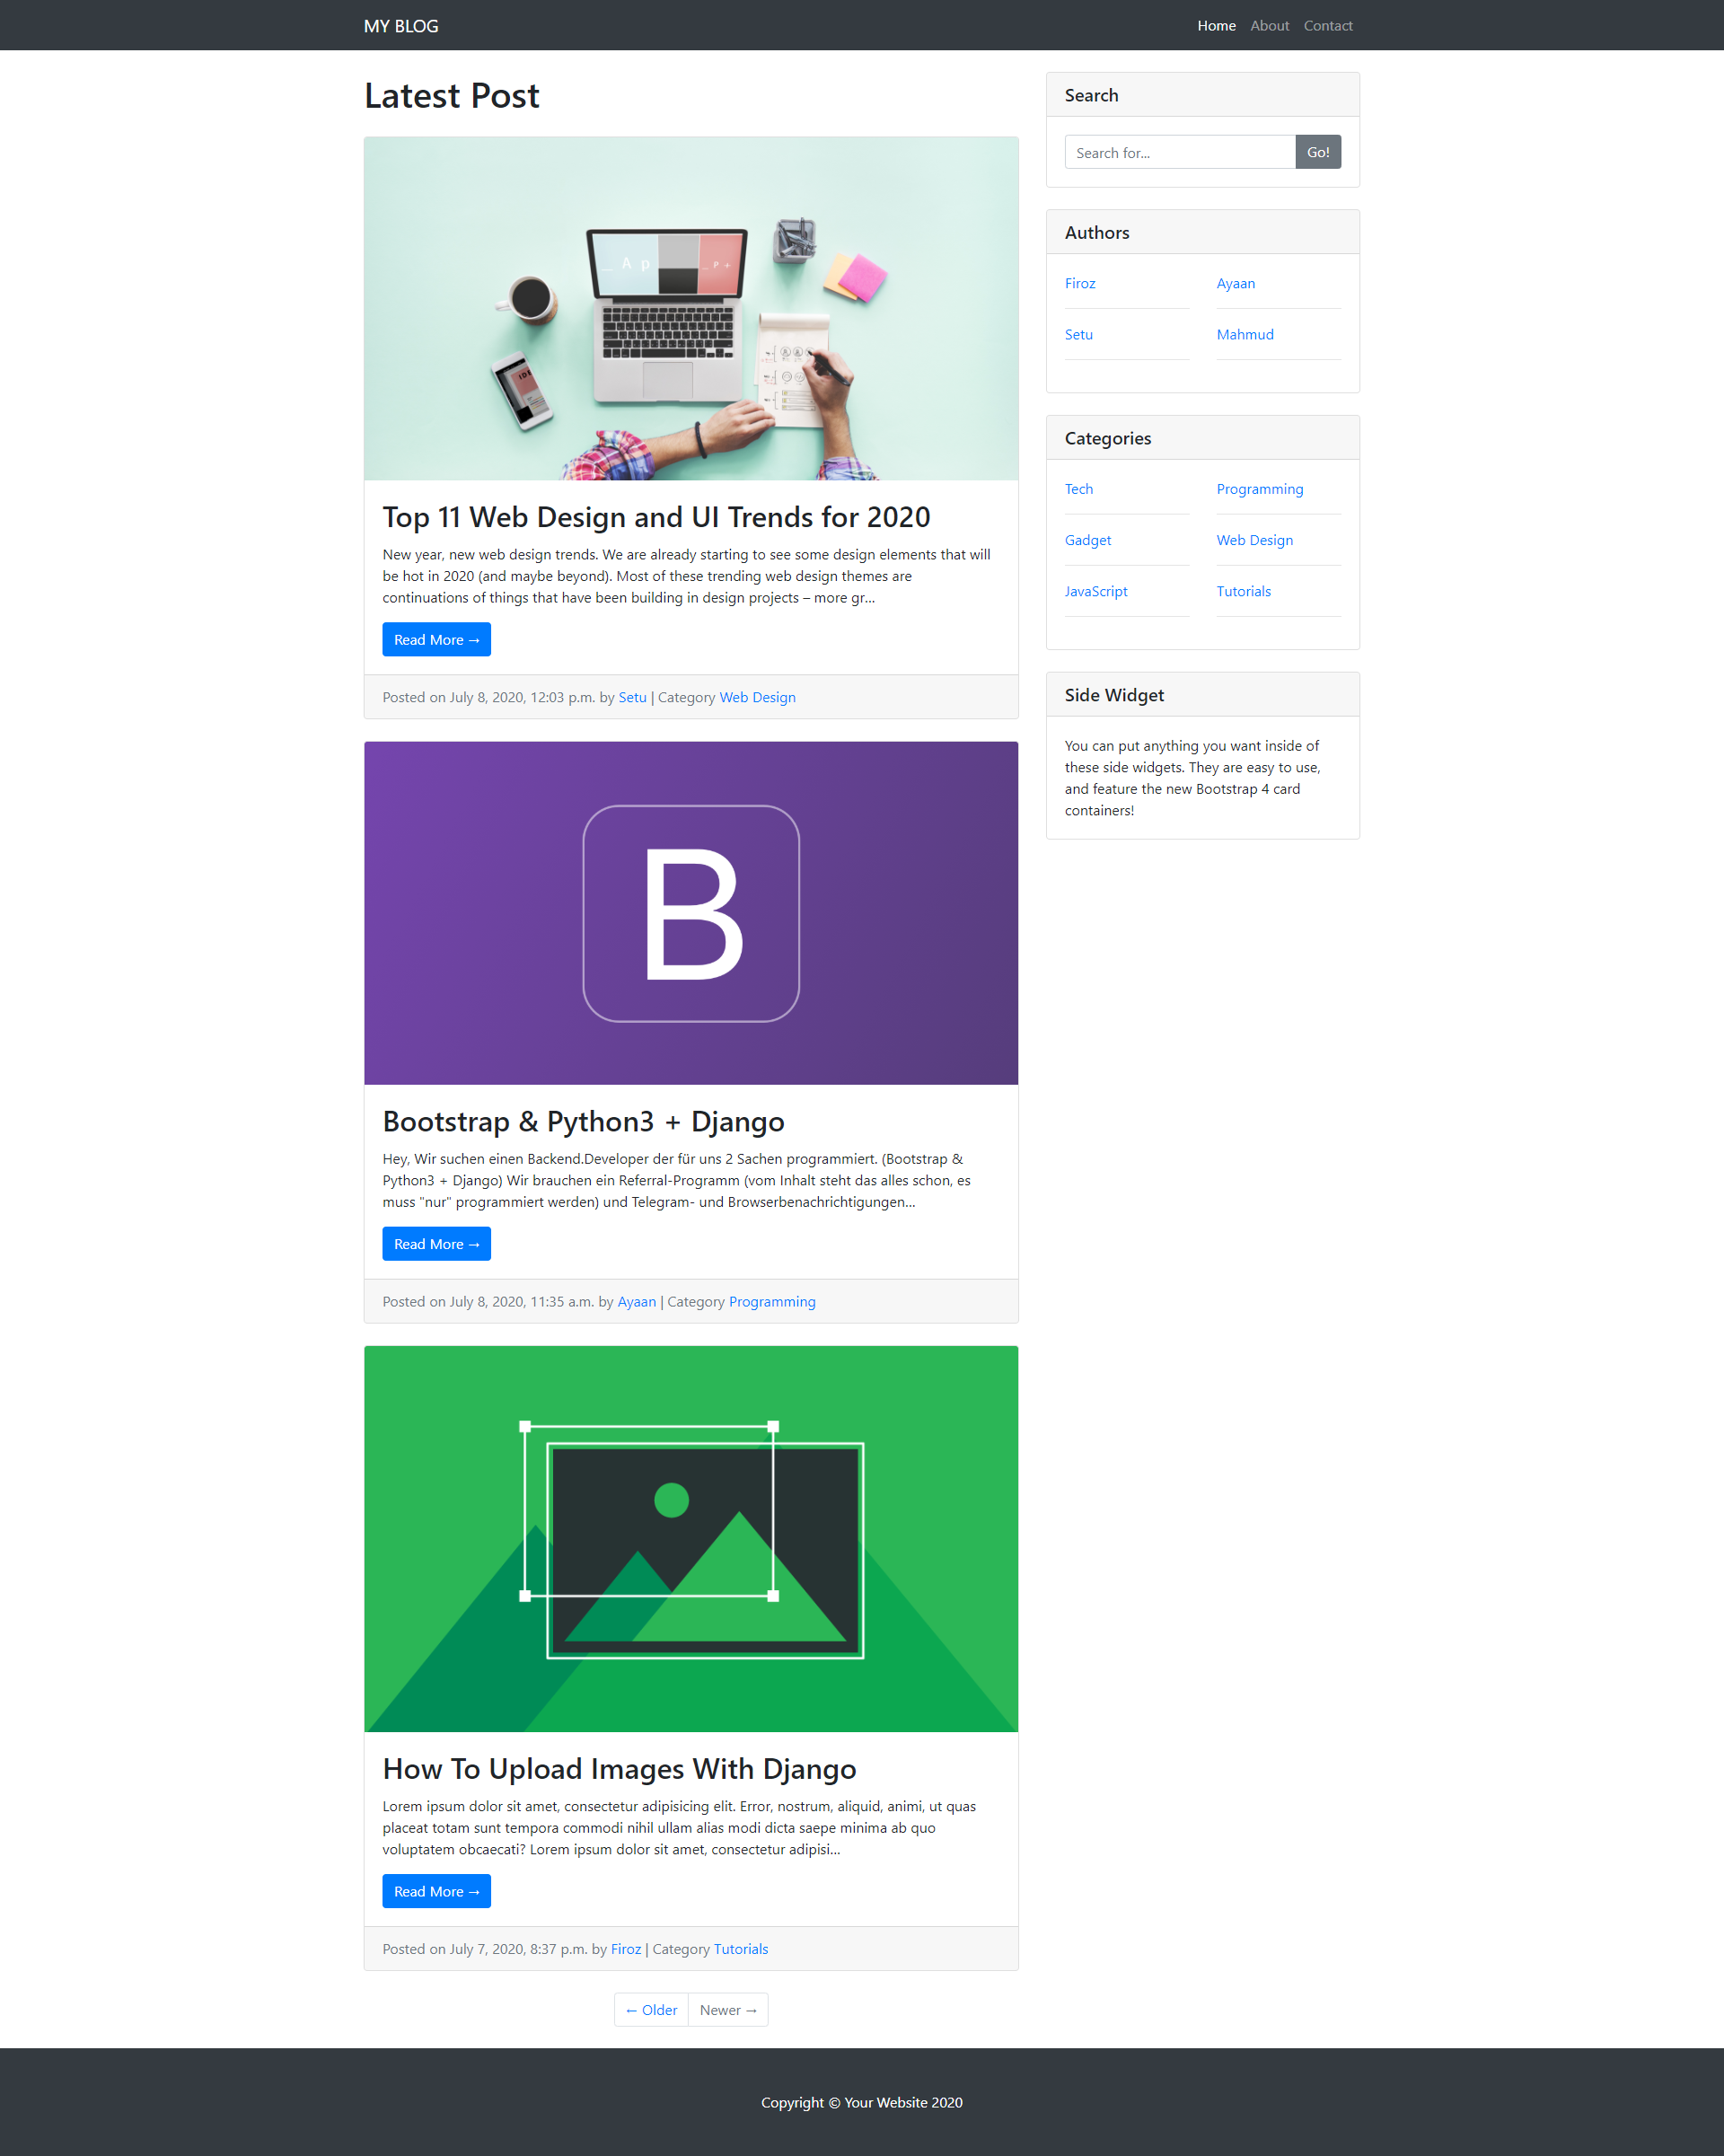 MY BLOG
Home About Contact
Latest Post
Top 11 Web Design and UI Trends for 2020
New year, new web design trends. We are already starting to see some design elements that will
be hot in 2020 (and maybe beyond). Most of these trending web design themes are
continuations of things that have been building in design projects – more gr...
Read More →
Posted on July 8, 2020, 12:03 p.m. by Setu | Category Web Design
B
Bootstrap & Python3 + Django
Hey, Wir suchen einen Backend.Developer der für uns 2 Sachen programmiert. (Bootstrap &
Python3 + Django) Wir brauchen ein Referral-Programm (vom Inhalt steht das alles schon, es
muss "nur" programmiert werden) und Telegram- und Browserbenachrichtigungen...
Read More →
Posted on July 8, 2020, 11:35 a.m. by Ayaan | Category Programming
How To Upload Images With Django
Lorem ipsum dolor sit amet, consectetur adipisicing elit. Error, nostrum, aliquid, animi, ut quas
placeat totam sunt tempora commodi nihil ullam alias modi dicta saepe minima ab quo
voluptatem obcaecati? Lorem ipsum dolor sit amet, consectetur adipisi...
Read More →
Posted on July 7, 2020, 8:37 p.m. by Firoz | Category Tutorials
← Older Newer →
Search
Search for... Go!
Authors
Firoz Ayaan
Setu Mahmud
Categories
Tech Programming
Gadget Web Design
JavaScript Tutorials
Side Widget
You can put anything you want inside of
these side widgets. They are easy to use,
and feature the new Bootstrap 4 card
containers!
Copyright © Your Website 2020